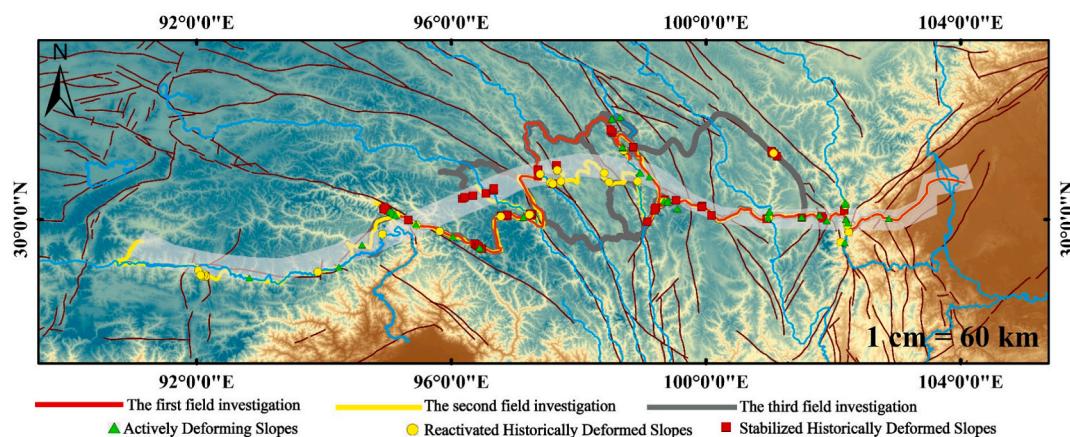 92°0'0"E 96°0'0"E 100°0'0"E 104°0'0"E
N
30°0'0"N
30°0'0"N
1 cm = 60 km
92°0'0"E 96°0'0"E 100°0'0"E 104°0'0"E
The first field investigation The second field investigation The third field investigation
Actively Deforming Slopes Reactivated Historically Deformed Slopes Stabilized Historically Deformed Slopes